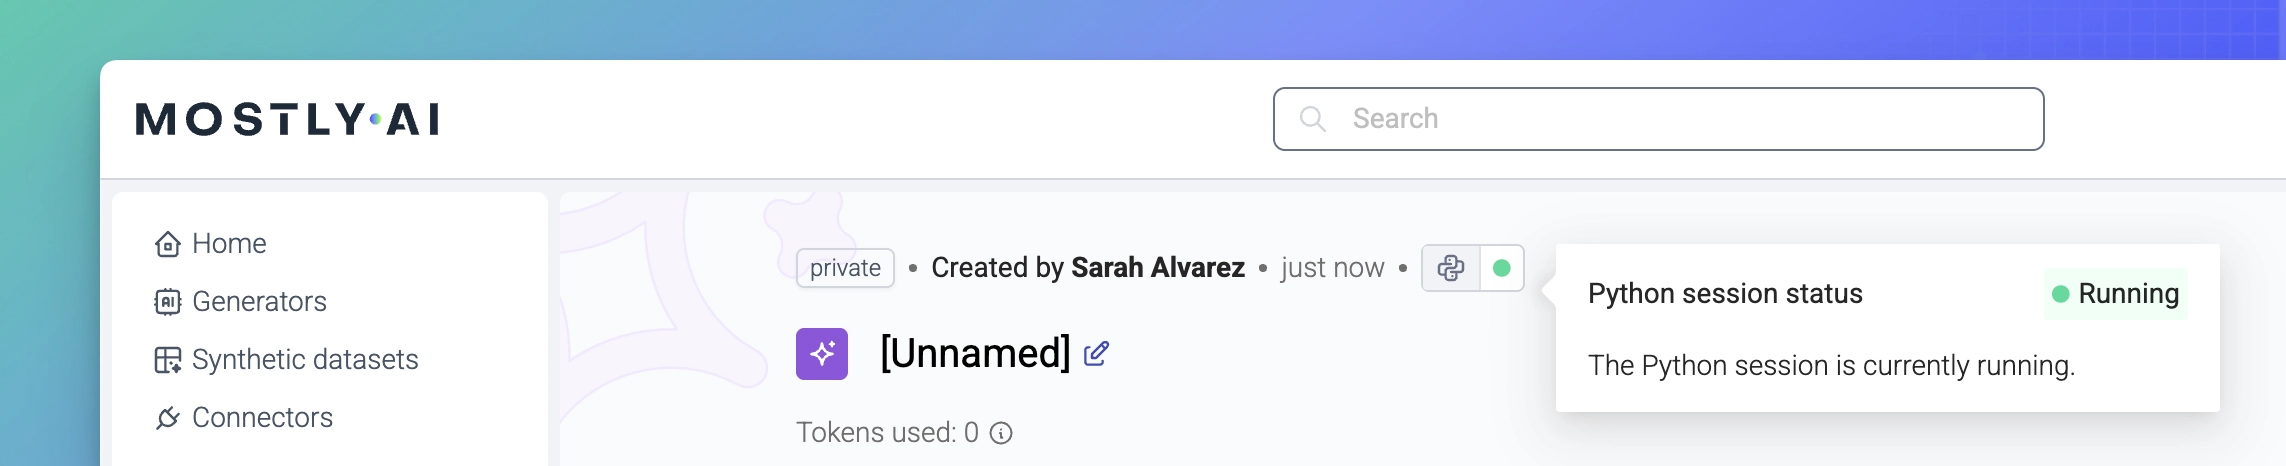 MOSTLY·AI
Search
Home
Generators
Synthetic datasets
Connectors
private • Created by Sarah Alvarez • just now •
[Unnamed]
Tokens used: 0
Python session status
Running
The Python session is currently running.